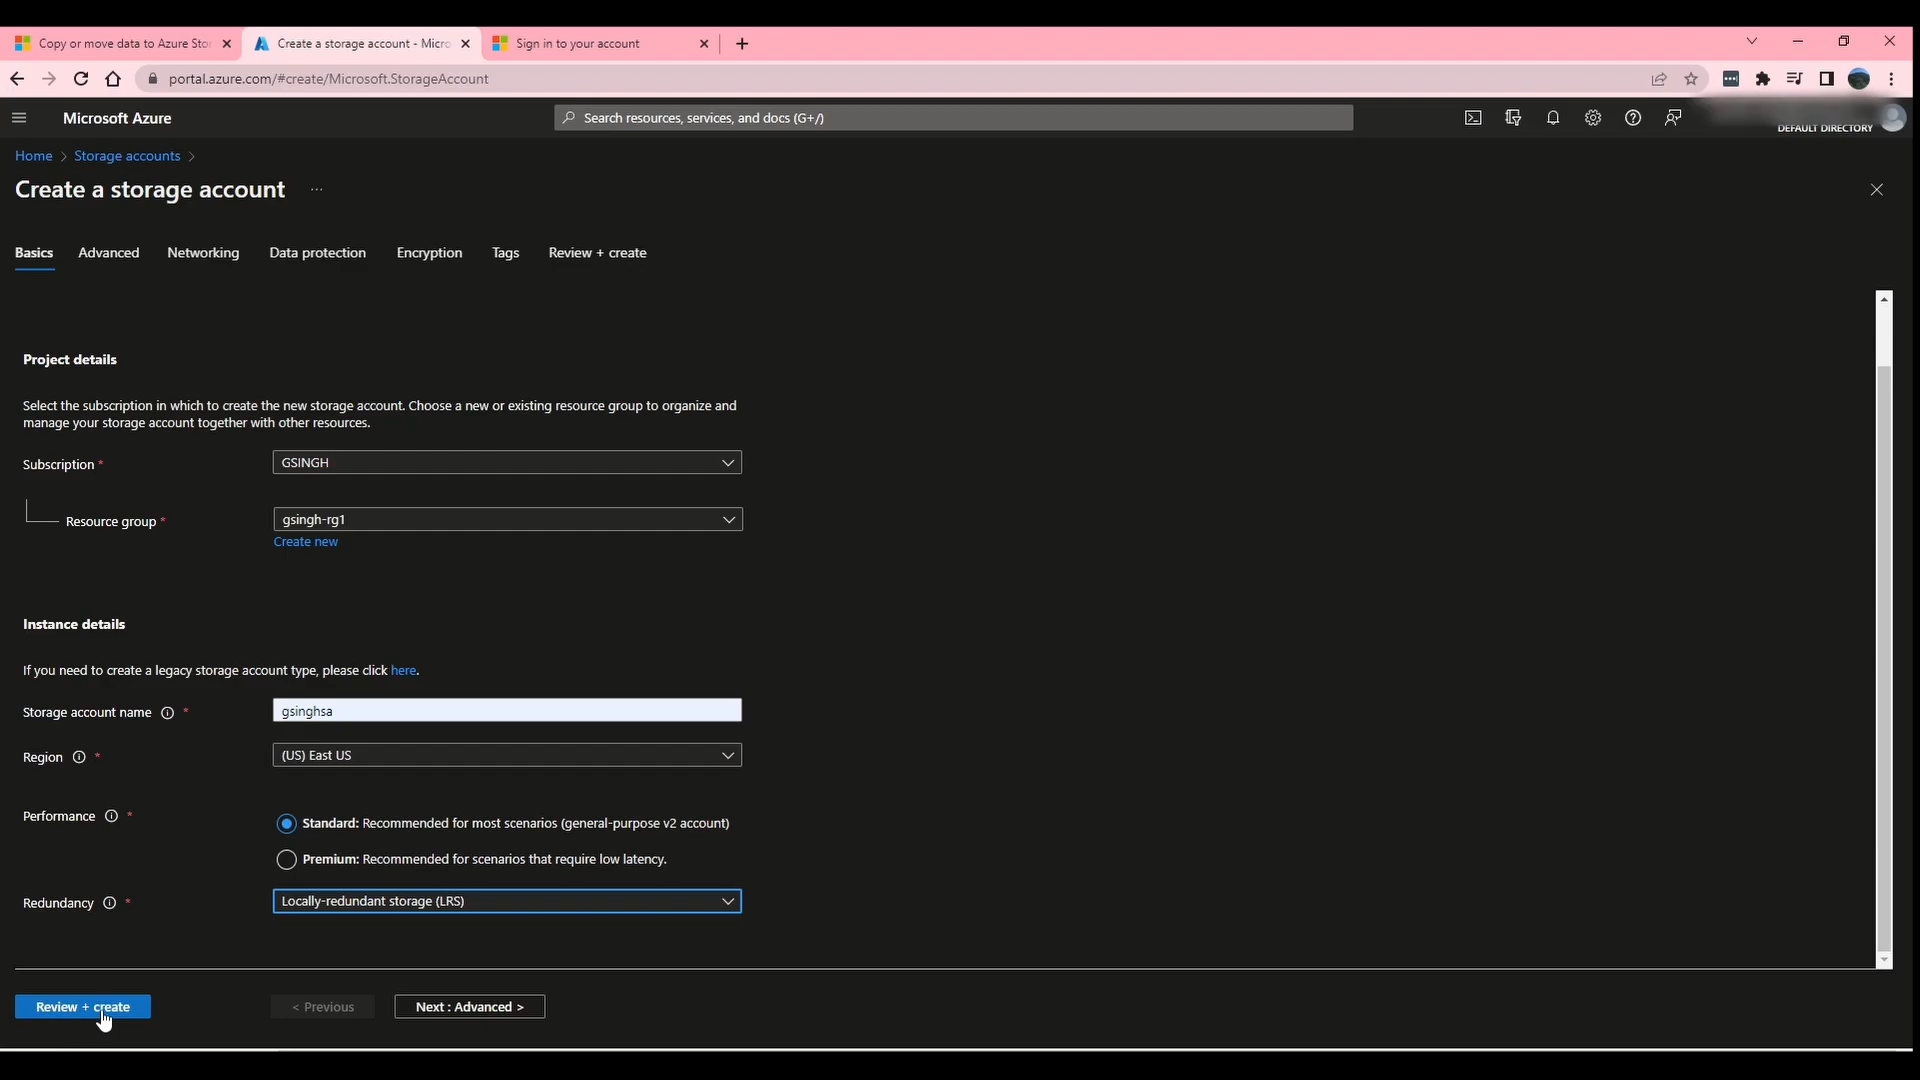 Copy or move data to Azure Sto
Create a storage account - Micro
Sign in to your account
portal.azure.com/#create/Microsoft.StorageAccount
Microsoft Azure
Search resources, services, and docs (G+/)
DEFAULT DIRECTORY
Home > Storage accounts >
Create a storage account ...
Basics Advanced Networking Data protection Encryption Tags Review + create
Project details
Select the subscription in which to create the new storage account. Choose a new or existing resource group to organize and
manage your storage account together with other resources.
Subscription * GSINGH
Resource group * gsingh-rg1
Create new
Instance details
If you need to create a legacy storage account type, please click here.
Storage account name * gsinghsa
Region * (US) East US
Performance * Standard: Recommended for most scenarios (general-purpose v2 account)
Premium: Recommended for scenarios that require low latency.
Redundancy * Locally-redundant storage (LRS)
Review + create < Previous Next : Advanced >